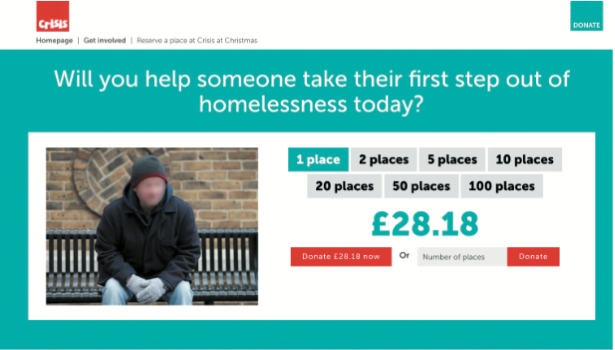 CRISIS
DONATE
Homepage | Get involved | Reserve a place at Crisis at Christmas
Will you help someone take their first step out of
homelessness today?
1 place 2 places 5 places 10 places
20 places 50 places 100 places
£28.18
Donate £28.18 now Or Number of places Donate